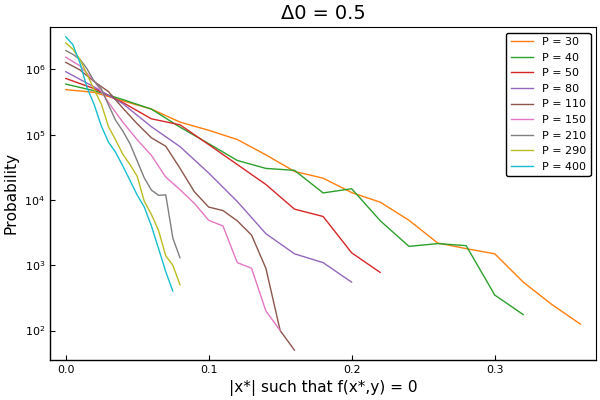 Δ0 = 0.5
Probability
10⁶
10⁵
10⁴
10³
10²
P = 30
P = 40
P = 50
P = 80
P = 110
P = 150
P = 210
P = 290
P = 400
0.0
0.1
0.2
0.3
|x*| such that f(x*,y) = 0